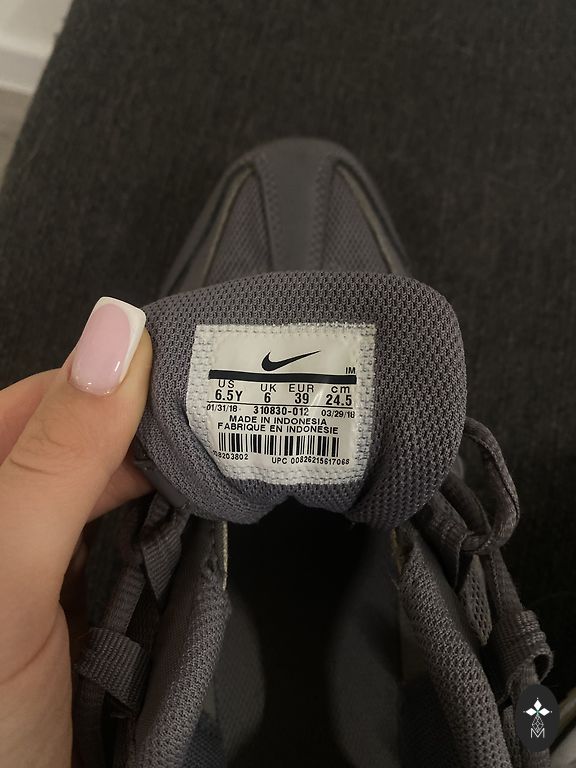 IM
US UK EUR cm
6.5Y 6 39 24.5
01/31/18 310830-012 03/29/18
MADE IN INDONESIA
FABRIQUE EN INDONESIE
UPC 00826215617068